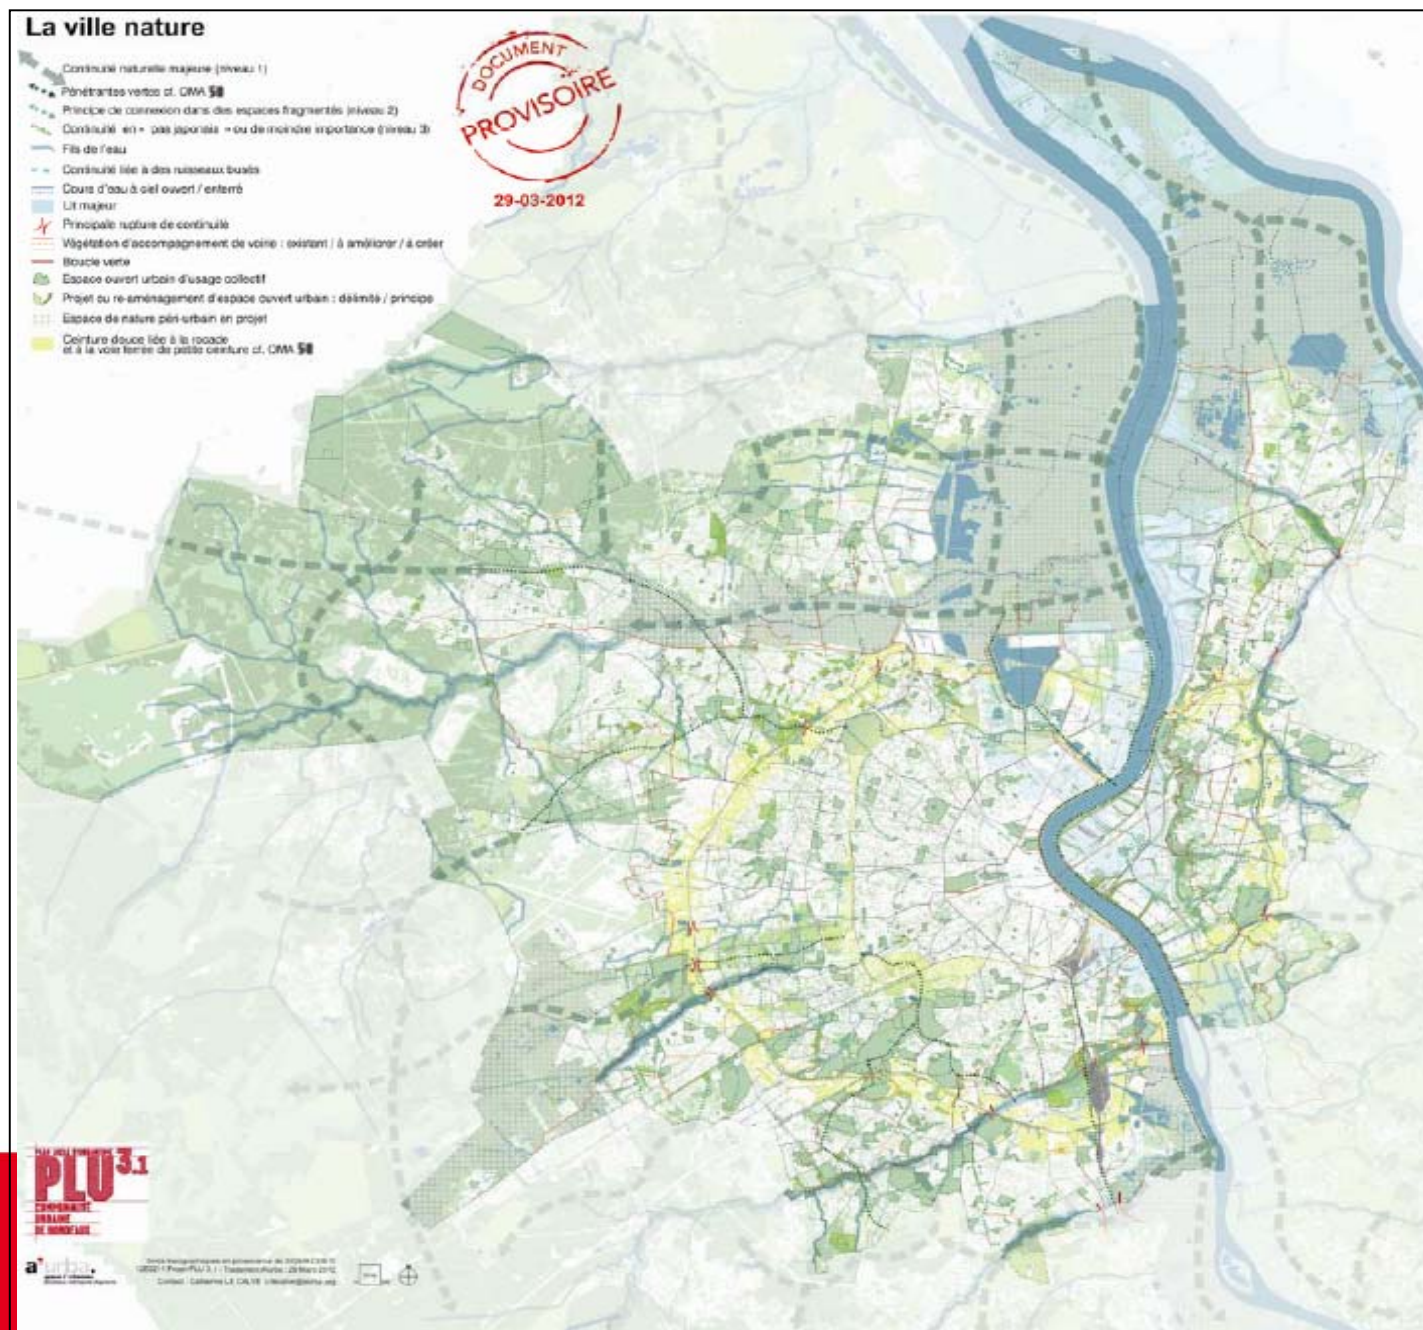 La ville nature
Continuité naturelle majeure (niveau 1)
Pénétrantes vertes cf. OMA
Principe de connexion dans des espaces fragmentés (niveau 2)
Continuité en « pas japonais » ou de moindre importance (niveau 3)
Fils de l'eau
Continuité liée à des ruisseaux busés
Cours d'eau à ciel ouvert / enterré
Lit majeur
Principale rupture de continuité
Végétation d'accompagnement de voirie : existant / à améliorer / à créer
Boucle verte
Espace ouvert urbain d'usage collectif
Projet ou re-aménagement d'espace ouvert urbain : délimité / principe
Espace de nature péri-urbain en projet
Ceinture douce liée à la rocade
et à la voie ferrée de petite ceinture cf. OMA
DOCUMENT
PROVISOIRE
29-03-2012
PLU 3.1
COMMUNAUTÉ
URBAINE
DE BORDEAUX
a'urba.